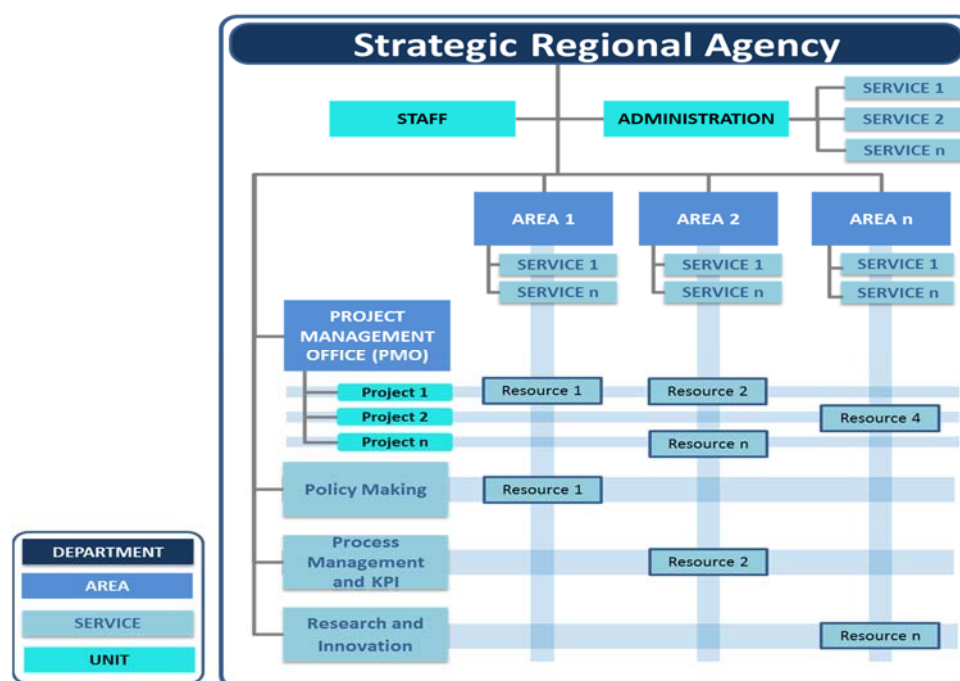 Strategic Regional Agency
STAFF
ADMINISTRATION
SERVICE 1
SERVICE 2
SERVICE n
AREA 1
AREA 2
AREA n
SERVICE 1
SERVICE 1
SERVICE 1
SERVICE n
SERVICE n
SERVICE n
PROJECT
MANAGEMENT
OFFICE (PMO)
Project 1
Resource 1
Resource 2
Project 2
Resource 4
Project n
Resource n
Policy Making
Resource 1
Process
Management
and KPI
Resource 2
Research and
Innovation
Resource n
DEPARTMENT
AREA
SERVICE
UNIT